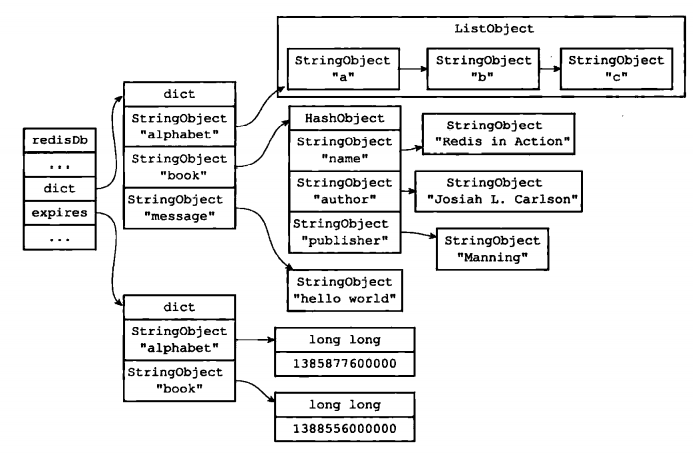 ListObject
StringObject
"a"
StringObject
"b"
StringObject
"c"
dict
StringObject
"alphabet"
StringObject
"book"
StringObject
"message"
redisDb
...
dict
expires
...
HashObject
StringObject
"name"
StringObject
"author"
StringObject
"publisher"
StringObject
"Redis in Action"
StringObject
"Josiah L. Carlson"
StringObject
"Manning"
StringObject
"hello world"
dict
StringObject
"alphabet"
StringObject
"book"
long long
1385877600000
long long
1388556000000